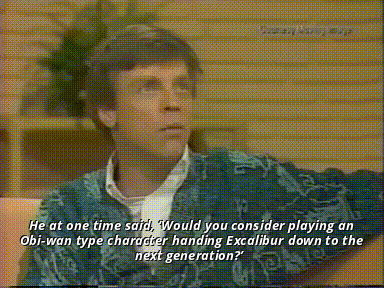 He at one time said, 'Would you consider playing an
Obi-wan type character handing Excalibur down to the
next generation?'